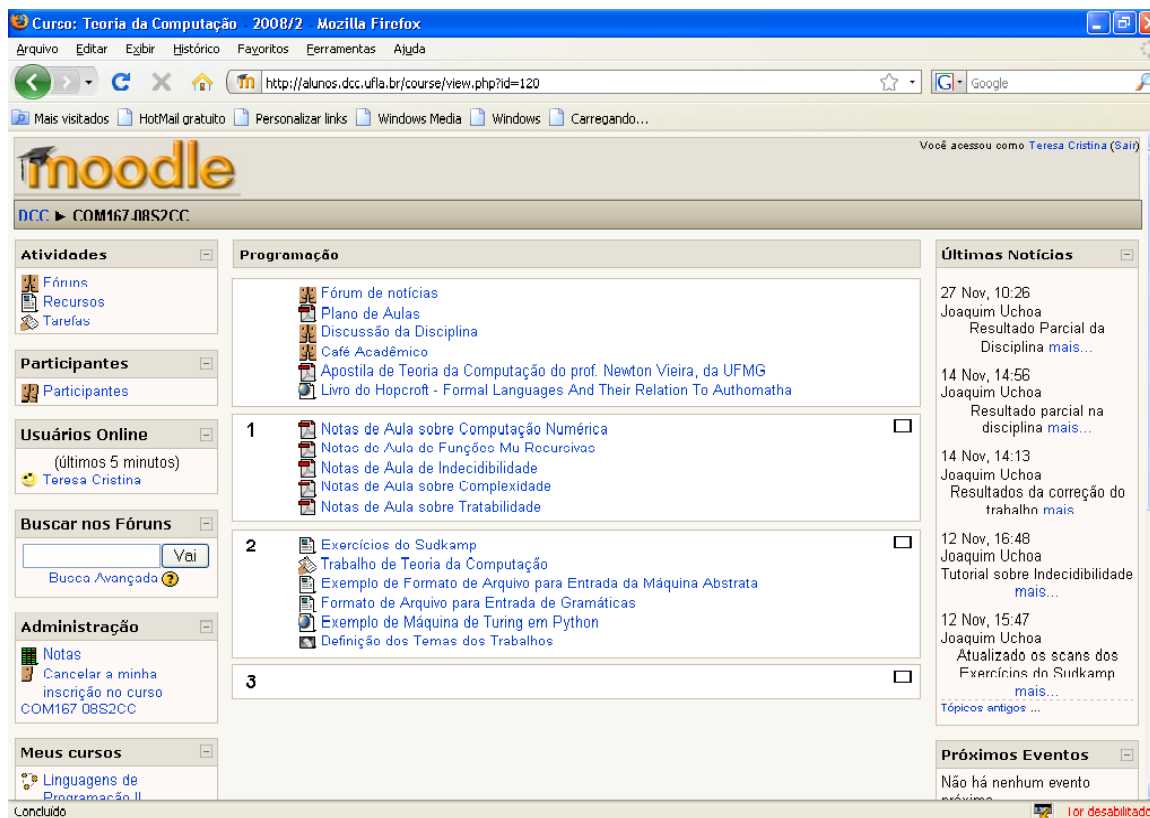 Curso: Teoria da Computação - 2008/2 - Mozilla Firefox
Arquivo Editar Exibir Histórico Favoritos Ferramentas Ajuda
http://alunos.dcc.ufla.br/course/view.php?id=120
G Google
Mais visitados HotMail gratuito Personalizar links Windows Media Windows Carregando...
moodle
Você acessou como Teresa Cristina (Sair)
DCC ► COM167-08S2CC
Atividades
Fóruns
Recursos
Tarefas
Participantes
Participantes
Usuários Online
(últimos 5 minutos)
Teresa Cristina
Buscar nos Fóruns
Vai
Busca Avançada ?
Administração
Notas
Cancelar a minha
inscrição no curso
COM167 08S2CC
Meus cursos
Linguagens de
Programação II
Programação
Fórum de notícias
Plano de Aulas
Discussão da Disciplina
Café Acadêmico
Apostila de Teoria da Computação do prof. Newton Vieira, da UFMG
Livro do Hopcroft - Formal Languages And Their Relation To Authomatha
1
Notas de Aula sobre Computação Numérica
Notas de Aula de Funções Mu Recursivas
Notas de Aula de Indecidibilidade
Notas de Aula sobre Complexidade
Notas de Aula sobre Tratabilidade
2
Exercícios do Sudkamp
Trabalho de Teoria da Computação
Exemplo de Formato de Arquivo para Entrada da Máquina Abstrata
Formato de Arquivo para Entrada de Gramáticas
Exemplo de Máquina de Turing em Python
Definição dos Temas dos Trabalhos
3
Últimas Notícias
27 Nov, 10:26
Joaquim Uchoa
Resultado Parcial da
Disciplina mais...
14 Nov, 14:56
Joaquim Uchoa
Resultado parcial na
disciplina mais...
14 Nov, 14:13
Joaquim Uchoa
Resultados da correção do
trabalho mais
12 Nov, 16:48
Joaquim Uchoa
Tutorial sobre Indecidibilidade
mais...
12 Nov, 15:47
Joaquim Uchoa
Atualizado os scans dos
Exercícios do Sudkamp
mais...
Tópicos antigos ...
Próximos Eventos
Não há nenhum evento
próximo
Concluído
Tor desabilitado